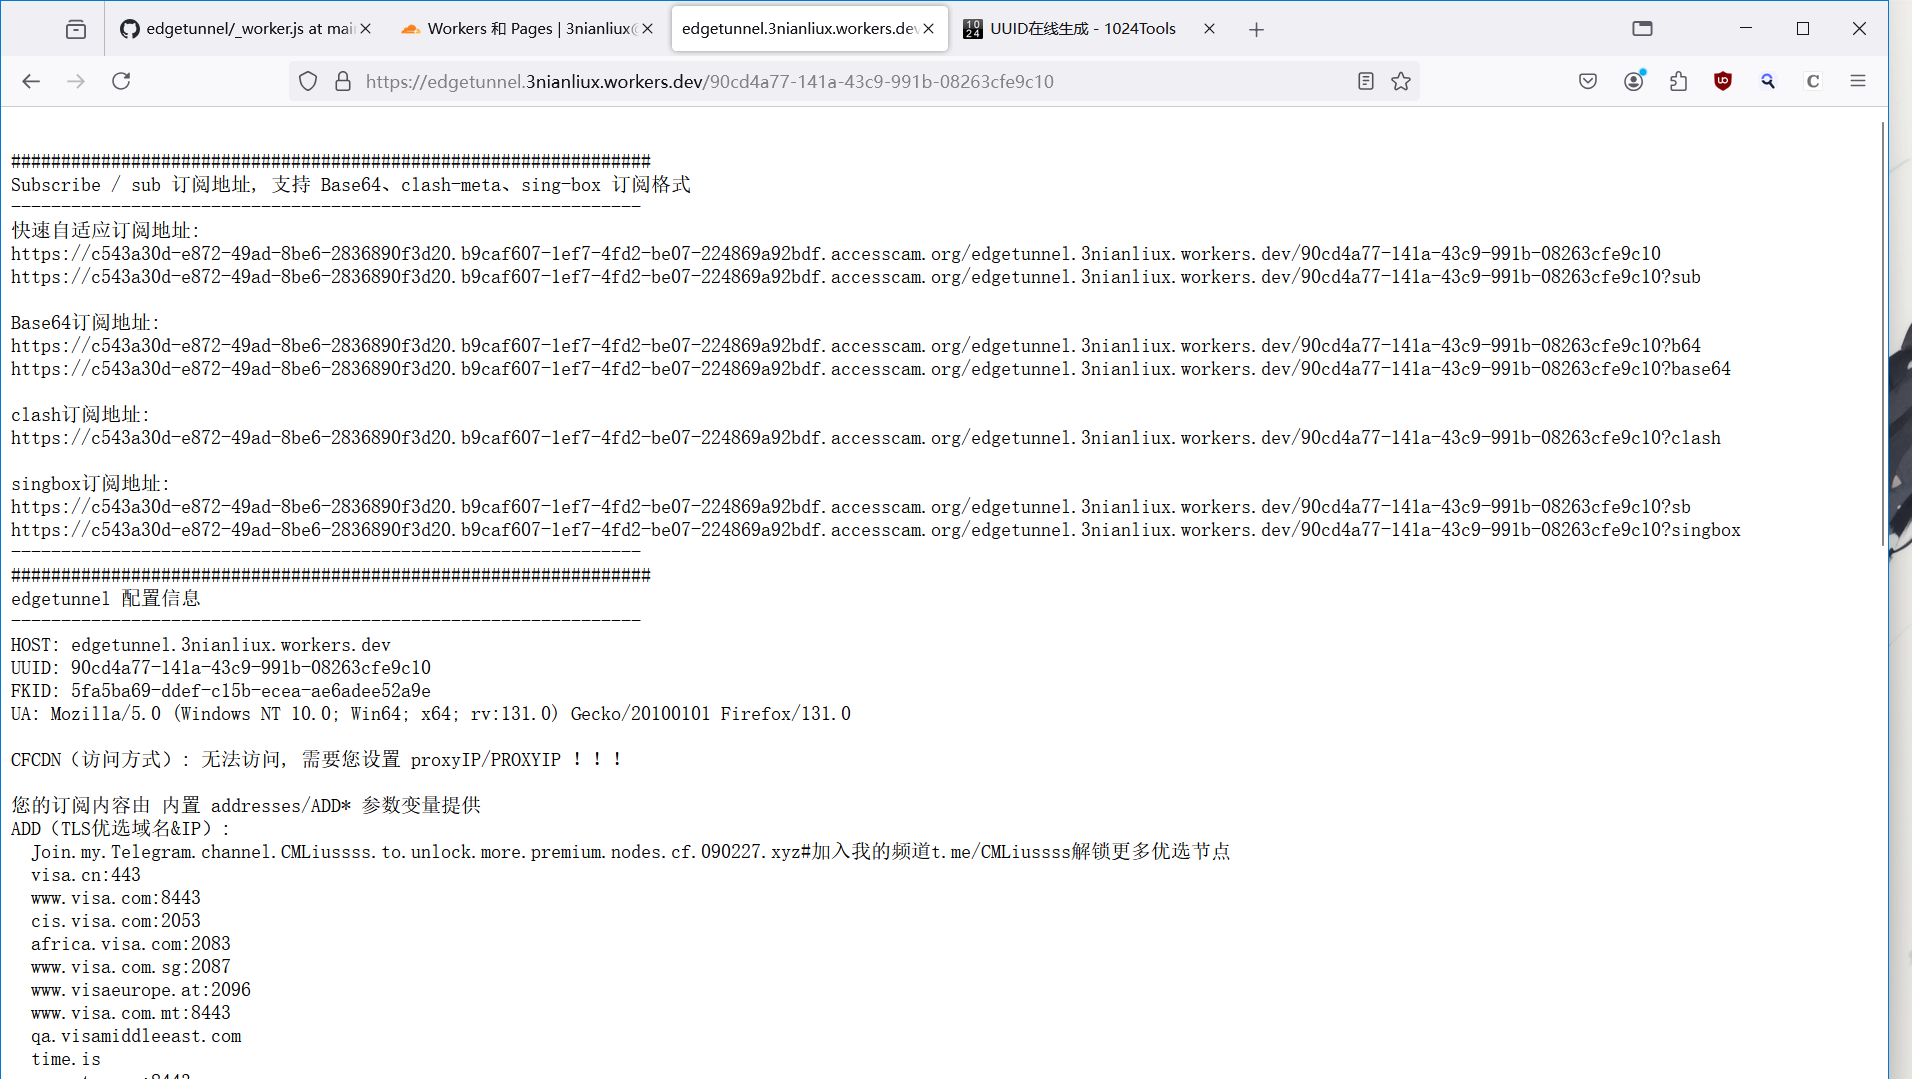 edgetunnel/_worker.js at mai
Workers 和 Pages | 3nianliux@
edgetunnel.3nianliux.workers.dev
UUID在线生成 - 1024Tools
https://edgetunnel.3nianliux.workers.dev/90cd4a77-141a-43c9-991b-08263cfe9c10
################################################################
Subscribe / sub 订阅地址, 支持 Base64、clash-meta、sing-box 订阅格式
---------------------------------------------------------------
快速自适应订阅地址:
https://c543a30d-e872-49ad-8be6-2836890f3d20.b9caf607-1ef7-4fd2-be07-224869a92bdf.accesscam.org/edgetunnel.3nianliux.workers.dev/90cd4a77-141a-43c9-991b-08263cfe9c10
https://c543a30d-e872-49ad-8be6-2836890f3d20.b9caf607-1ef7-4fd2-be07-224869a92bdf.accesscam.org/edgetunnel.3nianliux.workers.dev/90cd4a77-141a-43c9-991b-08263cfe9c10?sub
Base64订阅地址:
https://c543a30d-e872-49ad-8be6-2836890f3d20.b9caf607-1ef7-4fd2-be07-224869a92bdf.accesscam.org/edgetunnel.3nianliux.workers.dev/90cd4a77-141a-43c9-991b-08263cfe9c10?b64
https://c543a30d-e872-49ad-8be6-2836890f3d20.b9caf607-1ef7-4fd2-be07-224869a92bdf.accesscam.org/edgetunnel.3nianliux.workers.dev/90cd4a77-141a-43c9-991b-08263cfe9c10?base64
clash订阅地址:
https://c543a30d-e872-49ad-8be6-2836890f3d20.b9caf607-1ef7-4fd2-be07-224869a92bdf.accesscam.org/edgetunnel.3nianliux.workers.dev/90cd4a77-141a-43c9-991b-08263cfe9c10?clash
singbox订阅地址:
https://c543a30d-e872-49ad-8be6-2836890f3d20.b9caf607-1ef7-4fd2-be07-224869a92bdf.accesscam.org/edgetunnel.3nianliux.workers.dev/90cd4a77-141a-43c9-991b-08263cfe9c10?sb
https://c543a30d-e872-49ad-8be6-2836890f3d20.b9caf607-1ef7-4fd2-be07-224869a92bdf.accesscam.org/edgetunnel.3nianliux.workers.dev/90cd4a77-141a-43c9-991b-08263cfe9c10?singbox
---------------------------------------------------------------
################################################################
edgetunnel 配置信息
---------------------------------------------------------------
HOST: edgetunnel.3nianliux.workers.dev
UUID: 90cd4a77-141a-43c9-991b-08263cfe9c10
FKID: 5fa5ba69-ddef-c15b-ecea-ae6adee52a9e
UA: Mozilla/5.0 (Windows NT 10.0; Win64; x64; rv:131.0) Gecko/20100101 Firefox/131.0
CFCDN（访问方式）: 无法访问, 需要您设置 proxyIP/PROXYIP ！！！
您的订阅内容由 内置 addresses/ADD* 参数变量提供
ADD（TLS优选域名&IP）:
Join.my.Telegram.channel.CMLiussss.to.unlock.more.premium.nodes.cf.090227.xyz#加入我的频道t.me/CMLiussss解锁更多优选节点
visa.cn:443
www.visa.com:8443
cis.visa.com:2053
africa.visa.com:2083
www.visa.com.sg:2087
www.visaeurope.at:2096
www.visa.com.mt:8443
qa.visamiddleeast.com
time.is